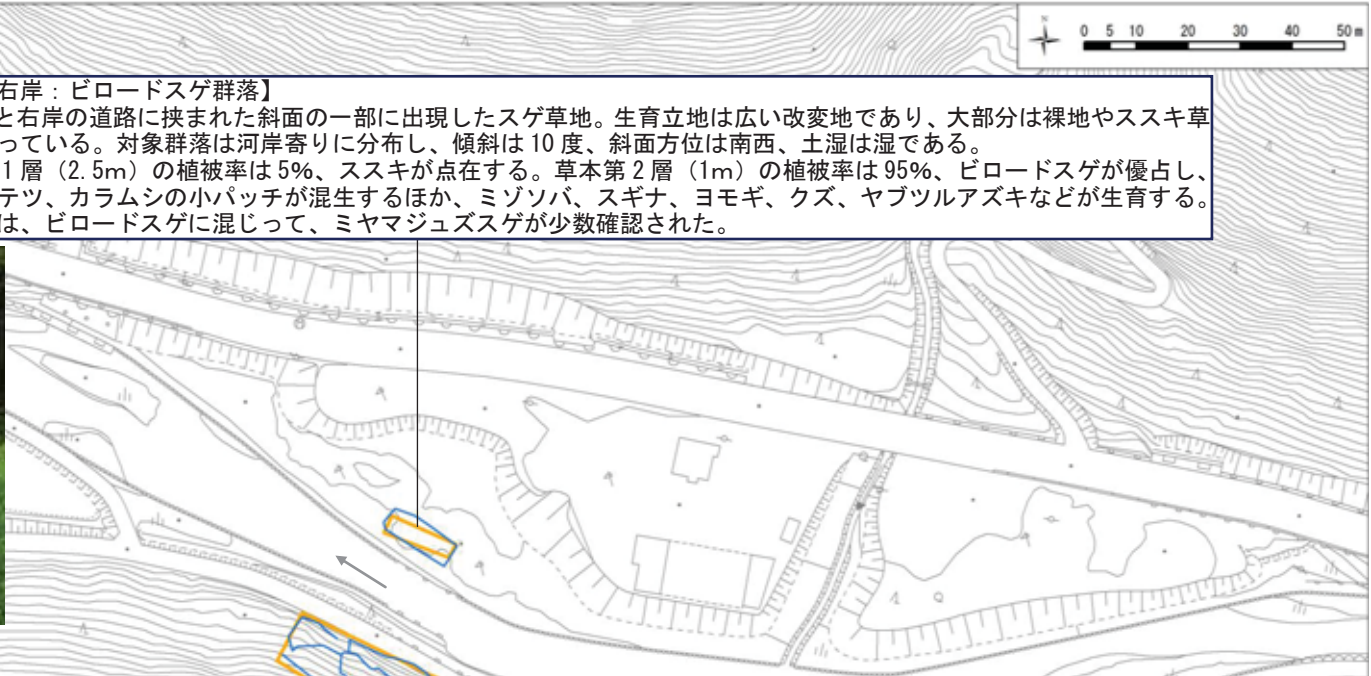 N
0 5 10 20 30 40 50m
右岸：ビロードスゲ群落】
と右岸の道路に挟まれた斜面の一部に出現したスゲ草地。生育立地は広い改変地であり、大部分は裸地やススキ草
っている。対象群落は河岸寄りに分布し、傾斜は 10 度、斜面方位は南西、土湿は湿である。
1 層（2.5m）の植被率は 5%、ススキが点在する。草本第 2 層（1m）の植被率は 95%、ビロードスゲが優占し、
テツ、カラムシの小パッチが混生するほか、ミゾソバ、スギナ、ヨモギ、クズ、ヤブツルアズキなどが生育する。
は、ビロードスゲに混じって、ミヤマジュズスゲが少数確認された。